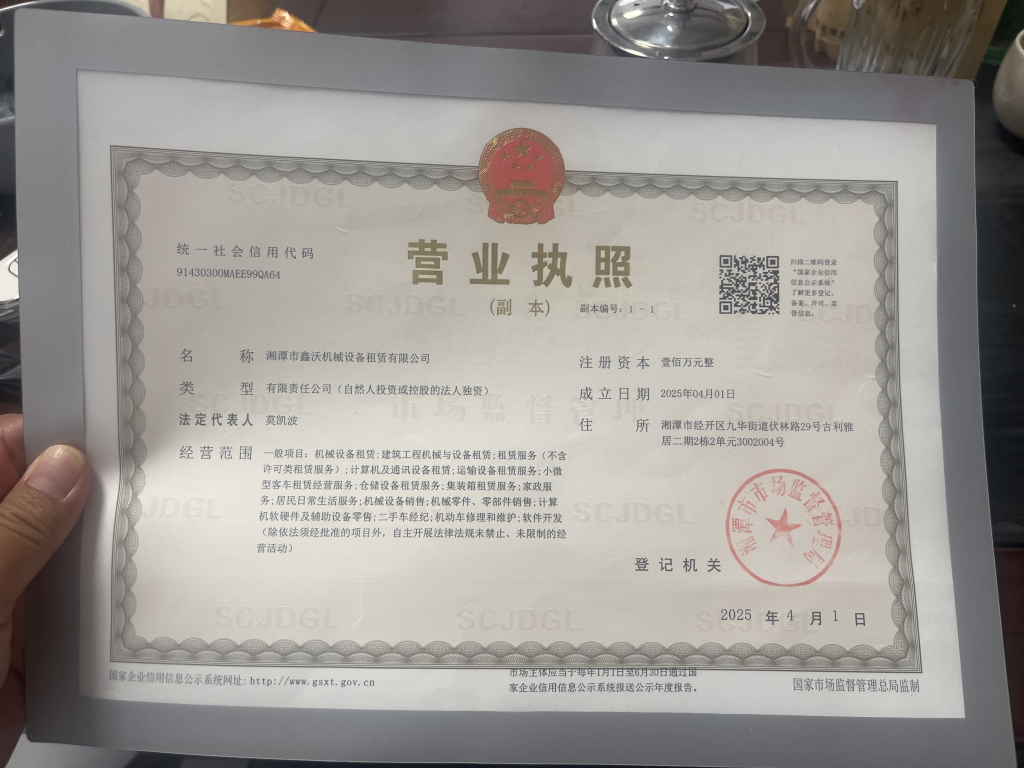 统一社会信用代码
91430300MAEE99QA64
营业执照
(副 本) 副本编号: 1 - 1
扫描二维码登录
“国家企业信用
信息公示系统”
了解更多登记、
备案、许可、监
督信息。
名 称 湘潭市鑫沃机械设备租赁有限公司
类 型 有限责任公司(自然人投资或控股的法人独资)
法定代表人 莫凯波
经营范围 一般项目: 机械设备租赁;建筑工程机械与设备租赁;租赁服务(不含
许可类租赁服务);计算机及通讯设备租赁;运输设备租赁服务;小微
型客车租赁经营服务;仓储设备租赁服务;集装箱租赁服务;家政服
务;居民日常生活服务;机械设备销售;机械零件、零部件销售;计算
机软硬件及辅助设备零售;二手车经纪;机动车修理和维护;软件开发
(除依法须经批准的项目外，自主开展法律法规未禁止、未限制的经
营活动)
注册资本 壹佰万元整
成立日期 2025年04月01日
住 所 湘潭市经开区九华街道伏林路29号吉利雅
居二期2栋2单元3002004号
登记机关
湘潭市市场监督管理局
2025 年 4 月 1 日
国家企业信用信息公示系统网址: http://www.gsxt.gov.cn
市场主体应当于每年1月1日至6月30日通过国
家企业信用信息公示系统报送公示年度报告。
国家市场监督管理总局监制
SCJDGL
SCJDGL
SCJDGL
SCJDGL
市场监督管理
SCJDGL
SCJDGL
SCJDGL
SCJDGL